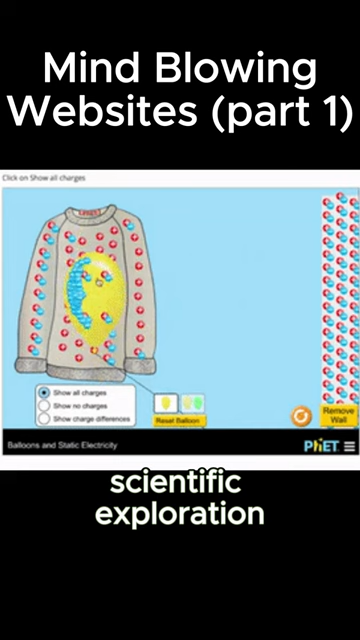 Mind Blowing
Websites (part 1)
Click on Show all charges
Show all charges
Show no charges
Show charge differences
Reset Balloon
Remove
Wall
Balloons and Static Electricity
PhET
scientific
exploration